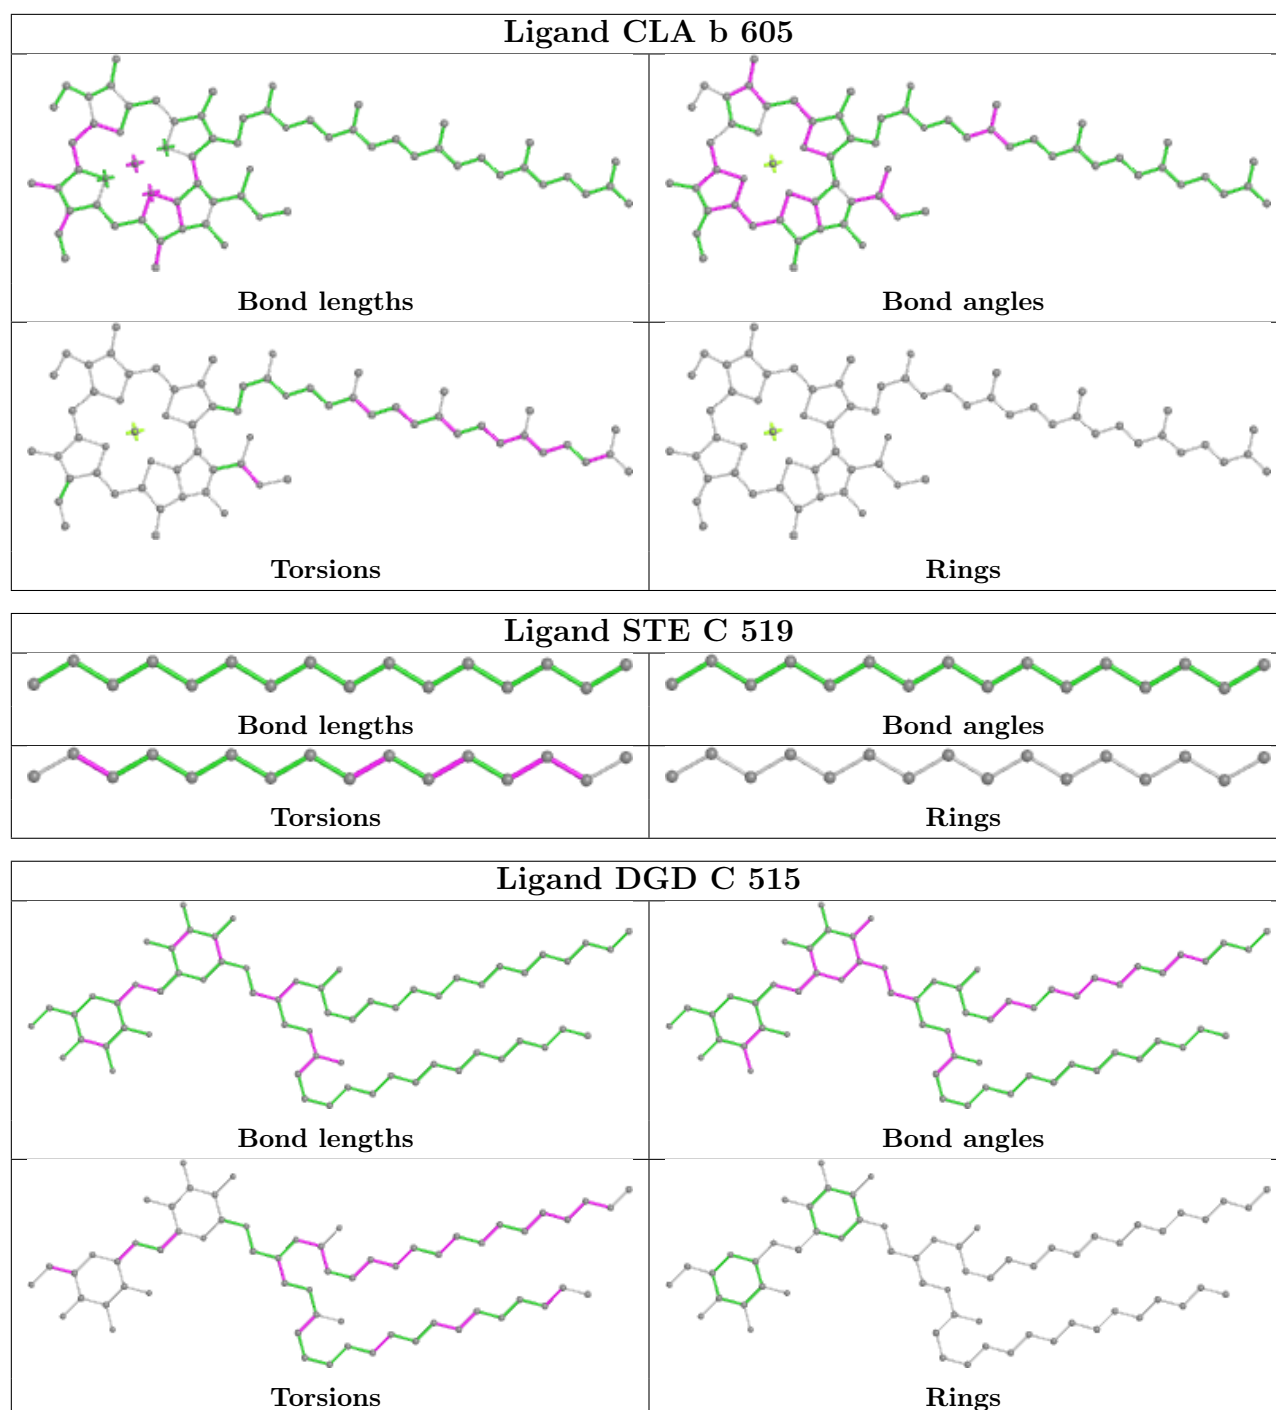 Ligand CLA b 605
Bond lengths
Bond angles
Torsions
Rings
Ligand STE C 519
Bond lengths
Bond angles
Torsions
Rings
Ligand DGD C 515
Bond lengths
Bond angles
Torsions
Rings